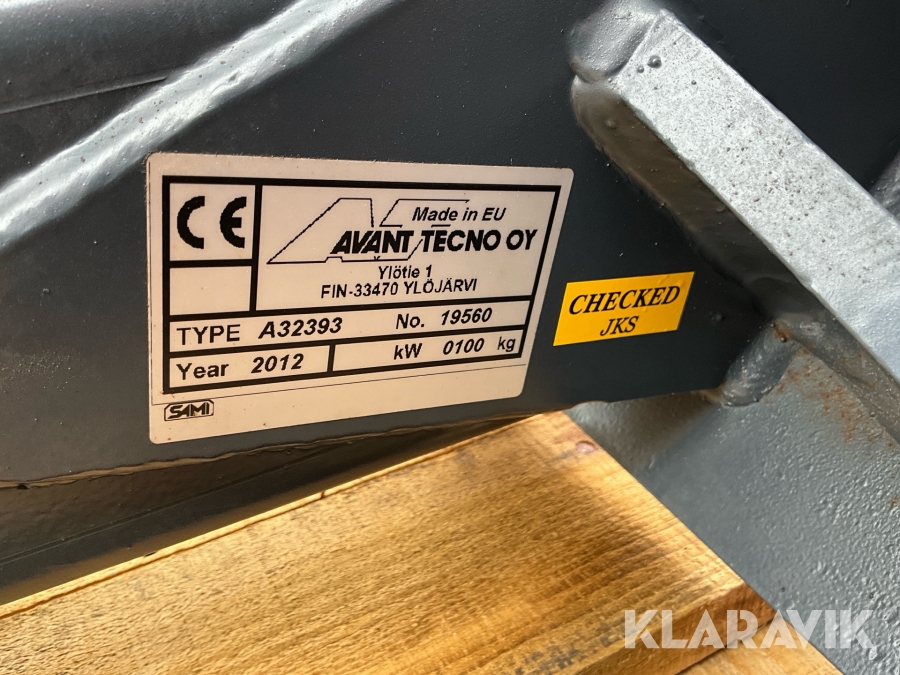 CE
Made in EU
AVANT TECNO OY
Ylötie 1
FIN-33470 YLÖJÄRVI
TYPE A32393 No. 19560
Year 2012 kW 0100 kg
SAMI
CHECKED
JKS
KLARAVIK